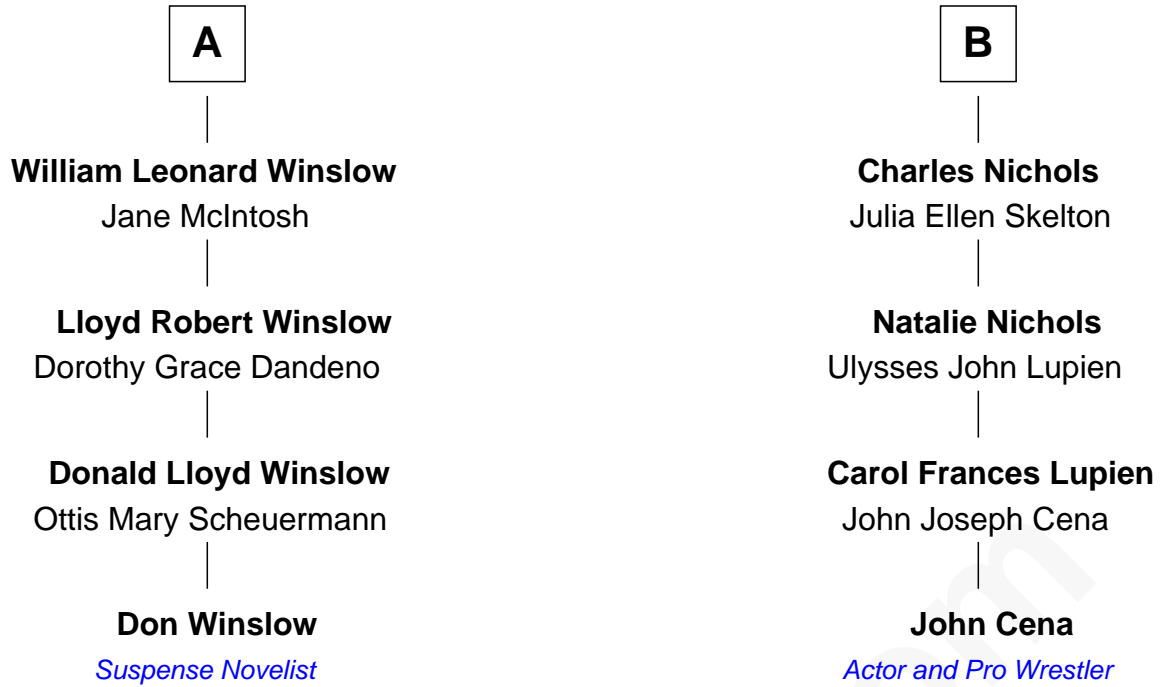 A
B
William Leonard Winslow
Jane McIntosh
Charles Nichols
Julia Ellen Skelton
Lloyd Robert Winslow
Dorothy Grace Dandeno
Natalie Nichols
Ulysses John Lupien
Donald Lloyd Winslow
Ottis Mary Scheuermann
Carol Frances Lupien
John Joseph Cena
Don Winslow
Suspense Novelist
John Cena
Actor and Pro Wrestler